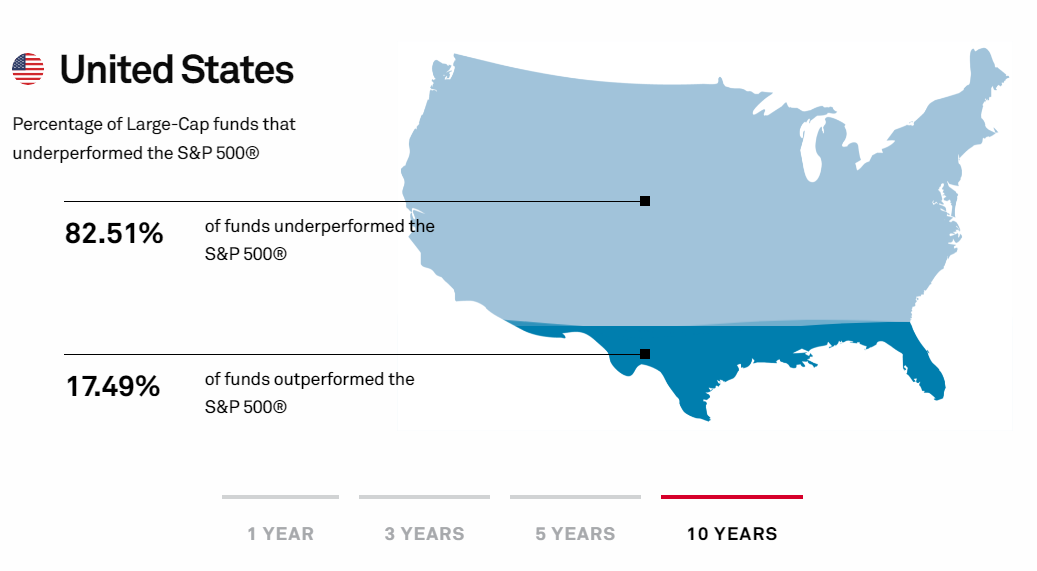 United States
Percentage of Large-Cap funds that
underperformed the S&P 500®
82.51%
of funds underperformed the
S&P 500®
17.49%
of funds outperformed the
S&P 500®
1 YEAR
3 YEARS
5 YEARS
10 YEARS